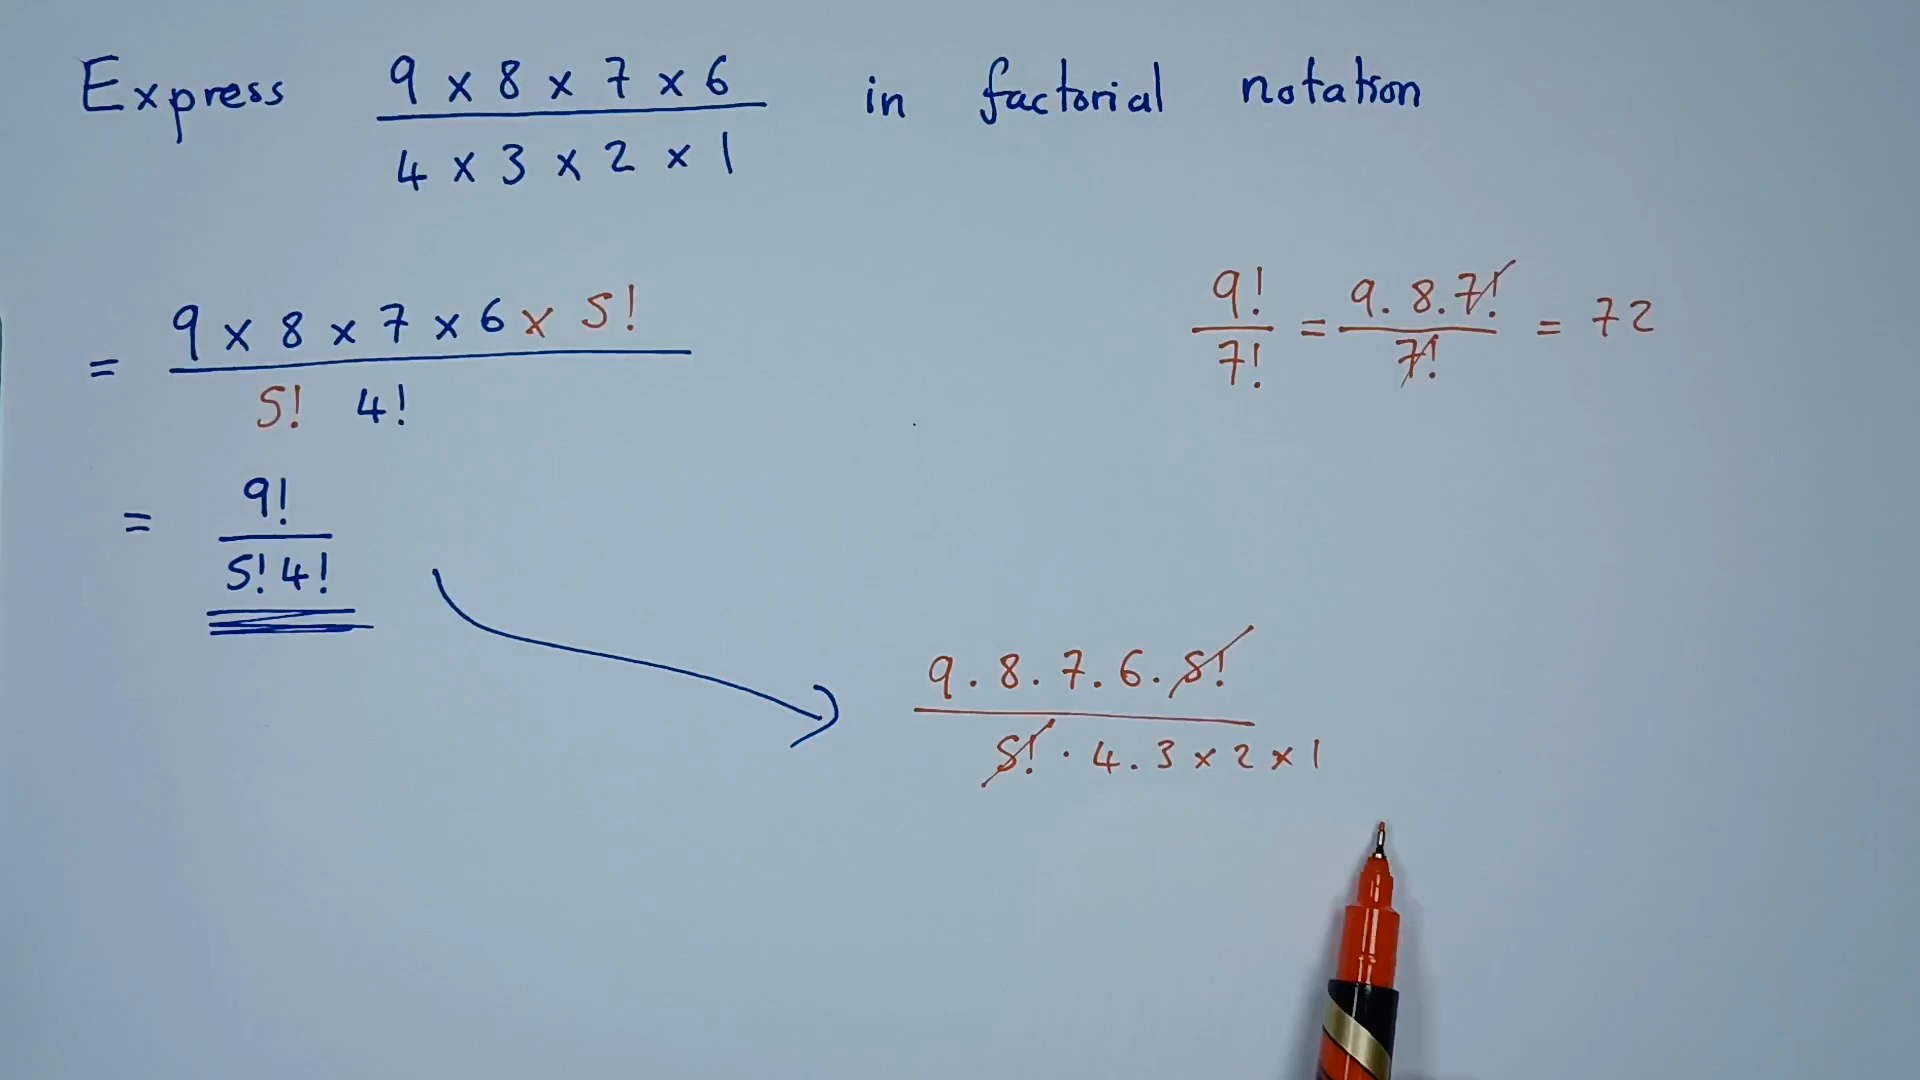 Express 9 x 8 x 7 x 6 in factorial notation
4 x 3 x 2 x 1
= 9 x 8 x 7 x 6 x 5!
5! 4!
9! = 9. 8. 7! = 72
7! 7!
= 9!
5! 4!
9 . 8 . 7 . 6 . 5!
5! . 4 . 3 x 2 x 1